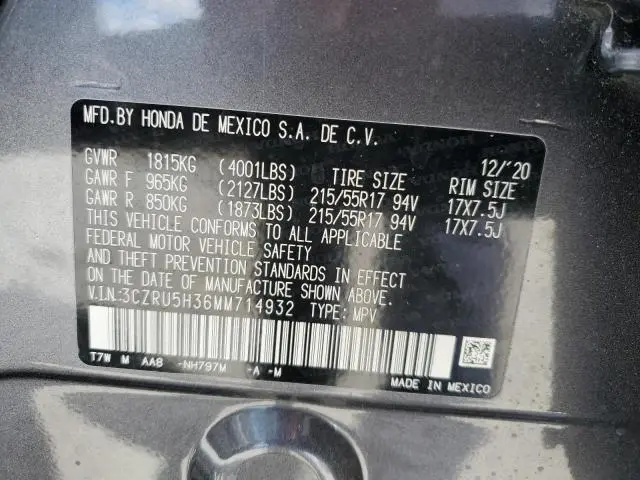 MFD.BY HONDA DE MEXICO S.A. DE C.V.
12/'20
GVWR 1815KG (4001LBS) TIRE SIZE RIM SIZE
GAWR F 965KG (2127LBS) 215/55R17 94V 17X7.5J
GAWR R 850KG (1873LBS) 215/55R17 94V 17X7.5J
THIS VEHICLE CONFORMS TO ALL APPLICABLE
FEDERAL MOTOR VEHICLE SAFETY
AND THEFT PREVENTION STANDARDS IN EFFECT
ON THE DATE OF MANUFACTURE SHOWN ABOVE.
V.I.N:3CZRU5H36MM714932 TYPE: MPV
T7W M AAB -NH797M -A -M
MADE IN MEXICO